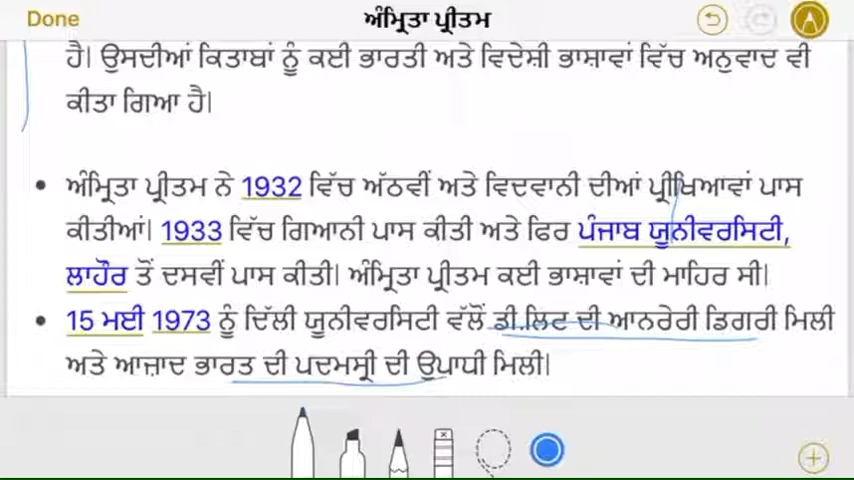 Done
ਅੰਮ੍ਰਿਤਾ ਪ੍ਰੀਤਮ
ਹੈ। ਉਸਦੀਆਂ ਕਿਤਾਬਾਂ ਨੂੰ ਕਈ ਭਾਰਤੀ ਅਤੇ ਵਿਦੇਸ਼ੀ ਭਾਸ਼ਾਵਾਂ ਵਿੱਚ ਅਨੁਵਾਦ ਵੀ
ਕੀਤਾ ਗਿਆ ਹੈ।
• ਅੰਮ੍ਰਿਤਾ ਪ੍ਰੀਤਮ ਨੇ 1932 ਵਿੱਚ ਅੱਠਵੀਂ ਅਤੇ ਵਿਦਵਾਨੀ ਦੀਆਂ ਪ੍ਰੀਖਿਆਵਾਂ ਪਾਸ
ਕੀਤੀਆਂ। 1933 ਵਿੱਚ ਗਿਆਨੀ ਪਾਸ ਕੀਤੀ ਅਤੇ ਫਿਰ ਪੰਜਾਬ ਯੂਨੀਵਰਸਿਟੀ,
ਲਾਹੌਰ ਤੋਂ ਦਸਵੀਂ ਪਾਸ ਕੀਤੀ। ਅੰਮ੍ਰਿਤਾ ਪ੍ਰੀਤਮ ਕਈ ਭਾਸ਼ਾਵਾਂ ਦੀ ਮਾਹਿਰ ਸੀ।
• 15 ਮਈ 1973 ਨੂੰ ਦਿੱਲੀ ਯੂਨੀਵਰਸਿਟੀ ਵੱਲੋਂ ਡੀ ਲਿਟ ਦੀ ਆਨਰੇਰੀ ਡਿਗਰੀ ਮਿਲੀ
ਅਤੇ ਆਜ਼ਾਦ ਭਾਰਤ ਦੀ ਪਦਮਸ੍ਰੀ ਦੀ ਉਪਾਧੀ ਮਿਲੀ।